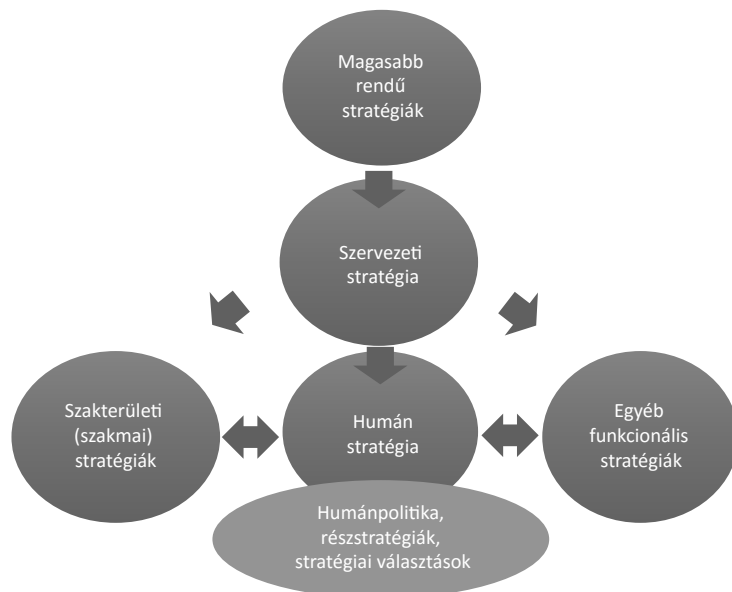 Magasabb
rendű
stratégiák
Szervezeti
stratégia
Szakterületi
(szakmai)
stratégiák
Humán
stratégia
Egyéb
funkcionális
stratégiák
Humánpolitika,
részstratégiák,
stratégiai választások